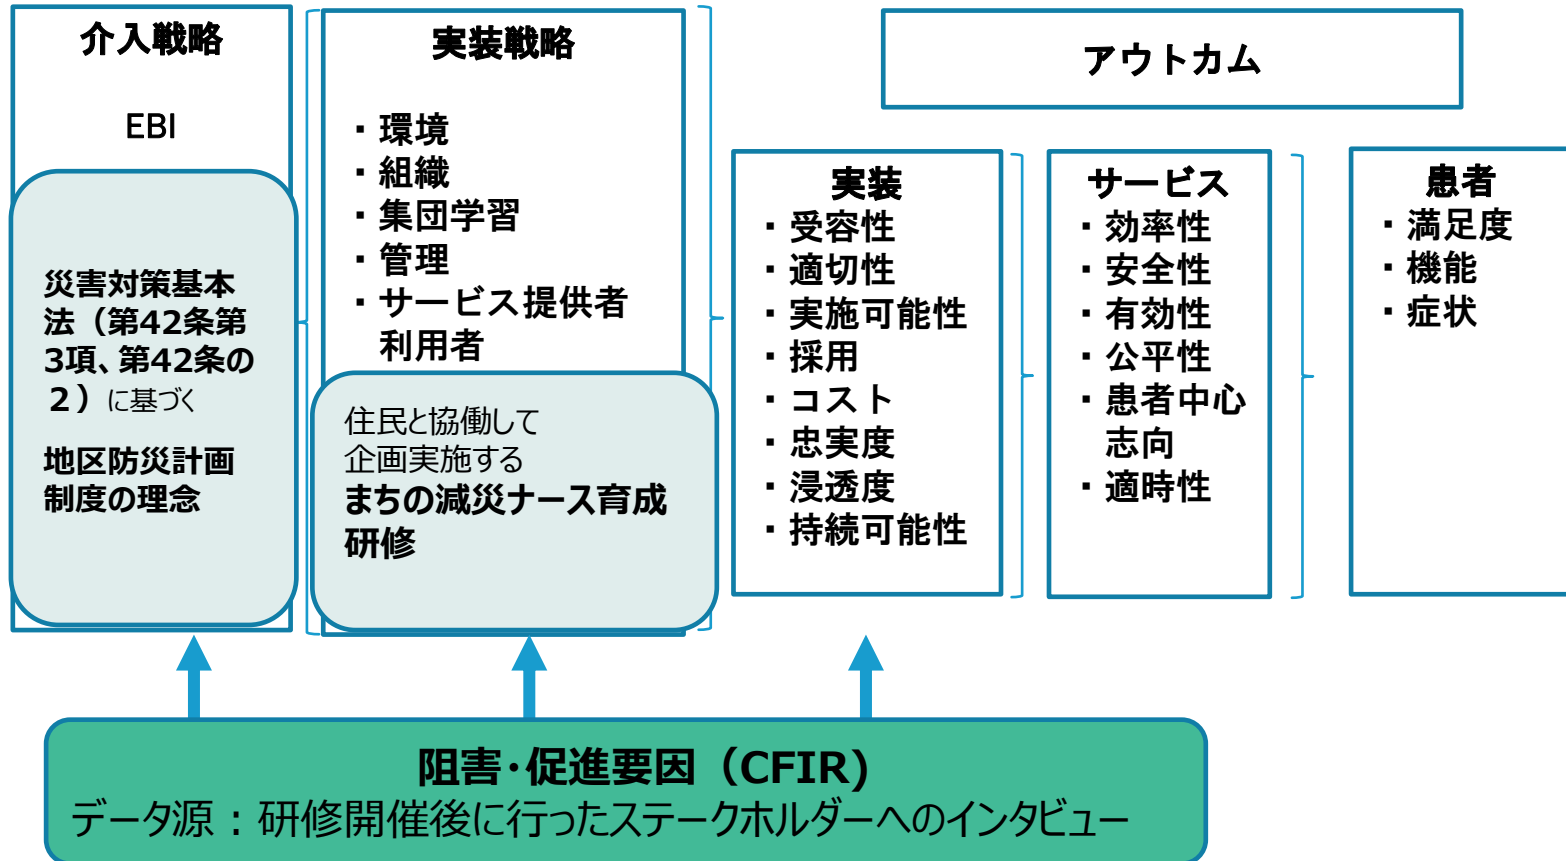 介入戦略
EBI
災害対策基本
法（第42条第
3項、第42条の
２）に基づく
地区防災計画
制度の理念
実装戦略
・環境
・組織
・集団学習
・管理
・サービス提供者
利用者
住民と協働して
企画実施する
まちの減災ナース育成
研修
アウトカム
実装
・受容性
・適切性
・実施可能性
・採用
・コスト
・忠実度
・浸透度
・持続可能性
サービス
・効率性
・安全性
・有効性
・公平性
・患者中心
志向
・適時性
患者
・満足度
・機能
・症状
阻害・促進要因（CFIR)
データ源：研修開催後に行ったステークホルダーへのインタビュー